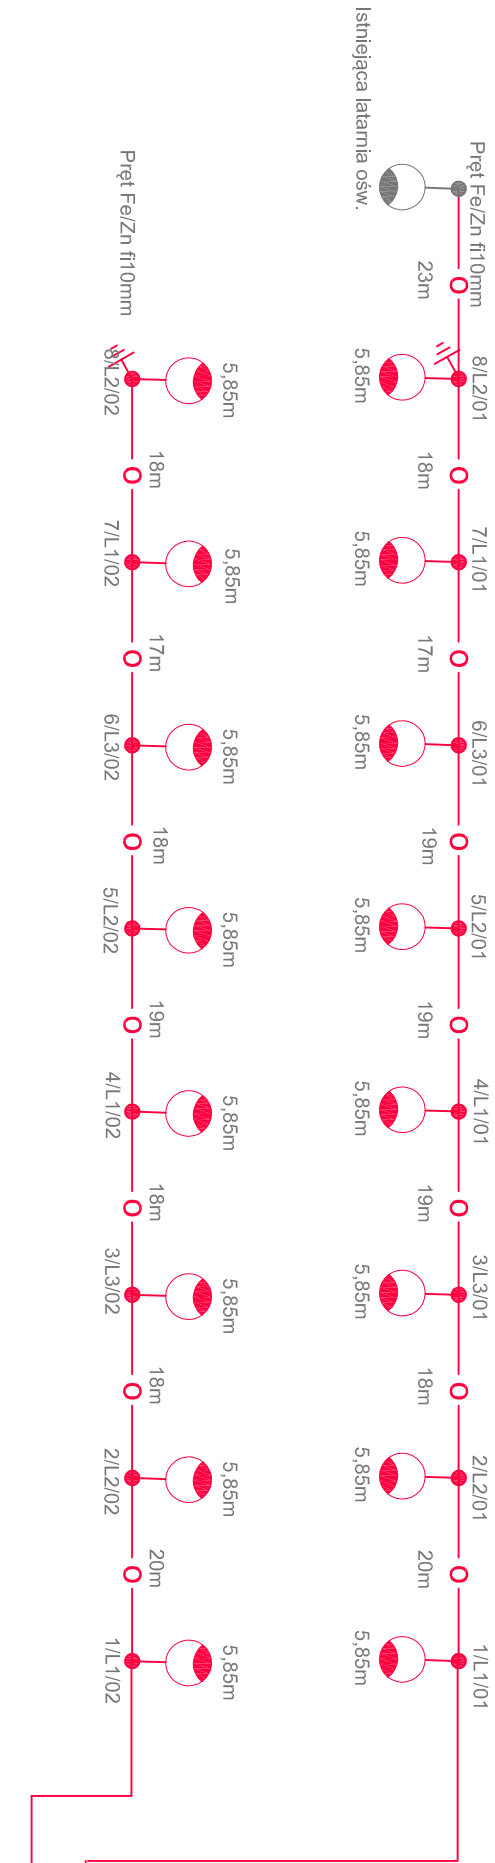 Istniejąca latarnia ośw.
Pręt Fe/Zn fi10mm
23m
8/L2/01
5,85m
18m
7/L1/01
5,85m
17m
6/L3/01
5,85m
19m
5/L2/01
5,85m
19m
4/L1/01
5,85m
19m
3/L3/01
5,85m
18m
2/L2/01
5,85m
20m
1/L1/01
5,85m
Pręt Fe/Zn fi10mm
8/L2/02
5,85m
18m
7/L1/02
5,85m
17m
6/L3/02
5,85m
18m
5/L2/02
5,85m
19m
4/L1/02
5,85m
18m
3/L3/02
5,85m
18m
2/L2/02
5,85m
20m
1/L1/02
5,85m